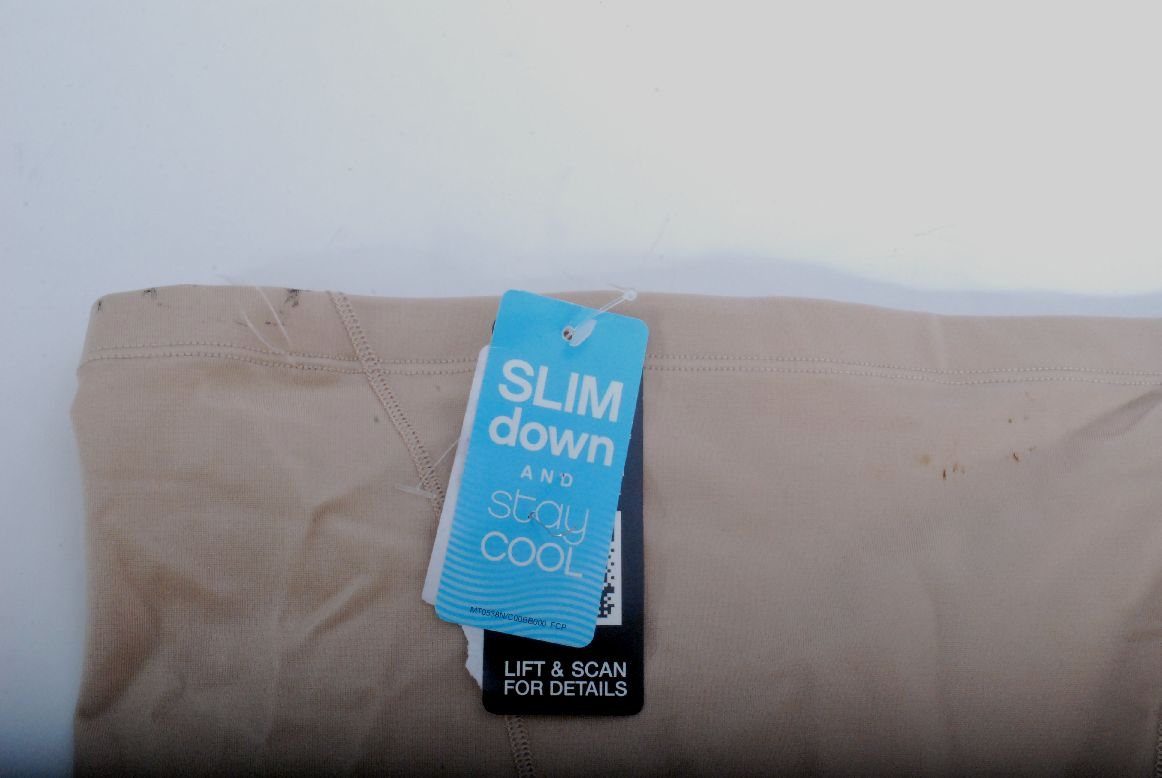 SLIM
down
AND
stay
COOL
LIFT & SCAN
FOR DETAILS